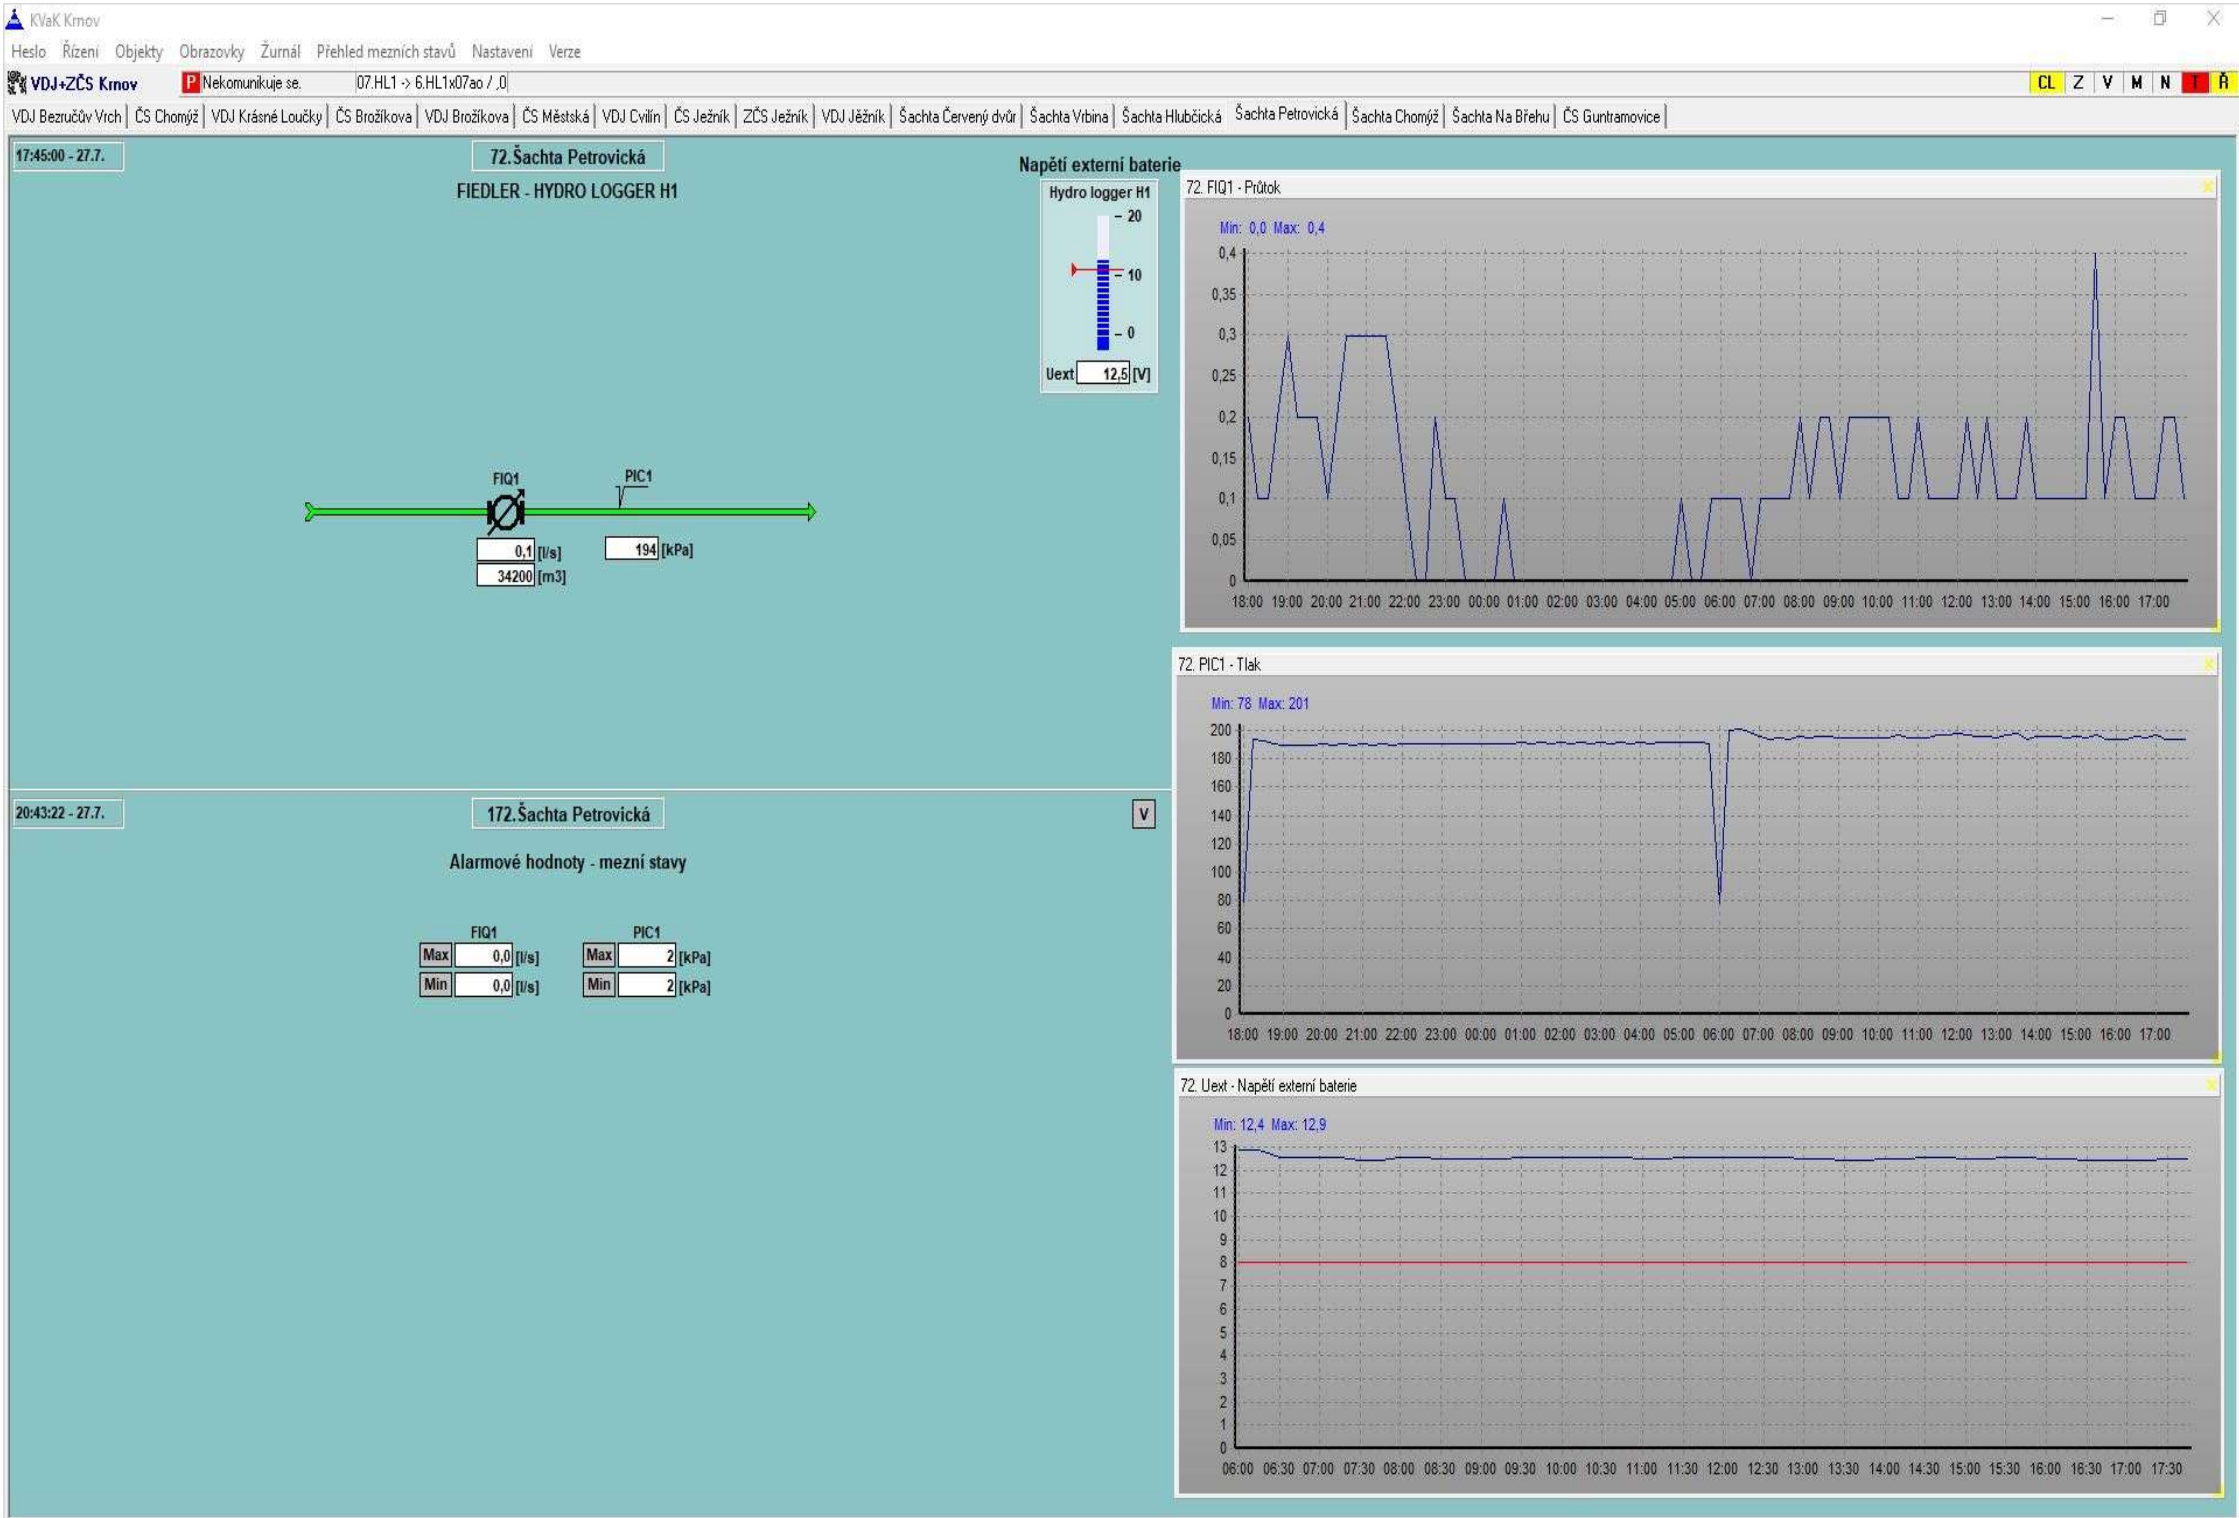 KVaK Krnov
Heslo Řízení Objekty Obrazovky Žurnál Přehled mezních stavů Nastavení Verze
VDJ+ZČS Krnov P Nekomunikuje se. 07.HL1 -> 6.HL1x07ao / ,0 CL Z V M N T Ř
VDJ Bezručův Vrch ČS Chomýž VDJ Krásné Loučky ČS Brožíkova VDJ Brožíkova ČS Městská VDJ Cvilín ČS Ježník ZČS Ježník VDJ Jěžník Šachta Červený dvůr Šachta Vrbina Šachta Hlubčická Šachta Petrovická Šachta Chomýž Šachta Na Břehu ČS Guntramovice
17:45:00 - 27.7.
72.Šachta Petrovická
FIEDLER - HYDRO LOGGER H1
Napětí externí baterie
Hydro logger H1
20
10
0
Uext 12,5 [V]
FIQ1 PIC1
0,1 [l/s] 194 [kPa]
34200 [m3]
72. FIQ1 - Průtok
Min: 0,0 Max: 0,4
0,4
0,35
0,3
0,25
0,2
0,15
0,1
0,05
0
18:00 19:00 20:00 21:00 22:00 23:00 00:00 01:00 02:00 03:00 04:00 05:00 06:00 07:00 08:00 09:00 10:00 11:00 12:00 13:00 14:00 15:00 16:00 17:00
72. PIC1 - Tlak
Min: 78 Max: 201
200
180
160
140
120
100
80
60
40
20
0
18:00 19:00 20:00 21:00 22:00 23:00 00:00 01:00 02:00 03:00 04:00 05:00 06:00 07:00 08:00 09:00 10:00 11:00 12:00 13:00 14:00 15:00 16:00 17:00
20:43:22 - 27.7.
172.Šachta Petrovická
V
Alarmové hodnoty - mezní stavy
FIQ1 PIC1
Max 0,0 [l/s] Max 2 [kPa]
Min 0,0 [l/s] Min 2 [kPa]
72. Uext - Napětí externí baterie
Min: 12,4 Max: 12,9
13
12
11
10
9
8
7
6
5
4
3
2
1
0
06:00 06:30 07:00 07:30 08:00 08:30 09:00 09:30 10:00 10:30 11:00 11:30 12:00 12:30 13:00 13:30 14:00 14:30 15:00 15:30 16:00 16:30 17:00 17:30